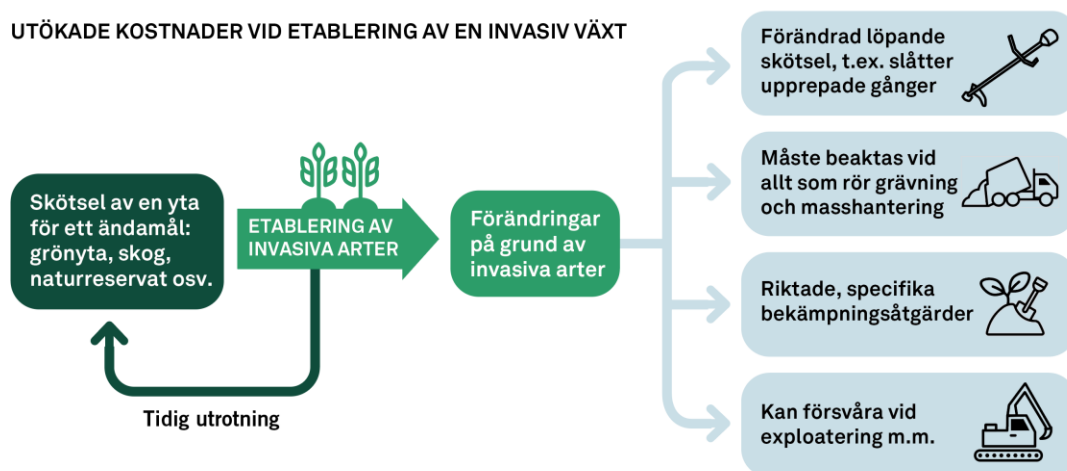 UTÖKADE KOSTNADER VID ETABLERING AV EN INVASIV VÄXT
Skötsel av en yta
för ett ändamål:
grönyta, skog,
naturreservat osv.
ETABLERING AV
INVASIVA ARTER
Tidig utrotning
Förändringar
på grund av
invasiva arter
Förändrad löpande
skötsel, t.ex. slåtter
upprepade gånger
Måste beaktas vid
allt som rör grävning
och masshantering
Riktade, specifika
bekämpningsåtgärder
Kan försvåra vid
exploatering m.m.